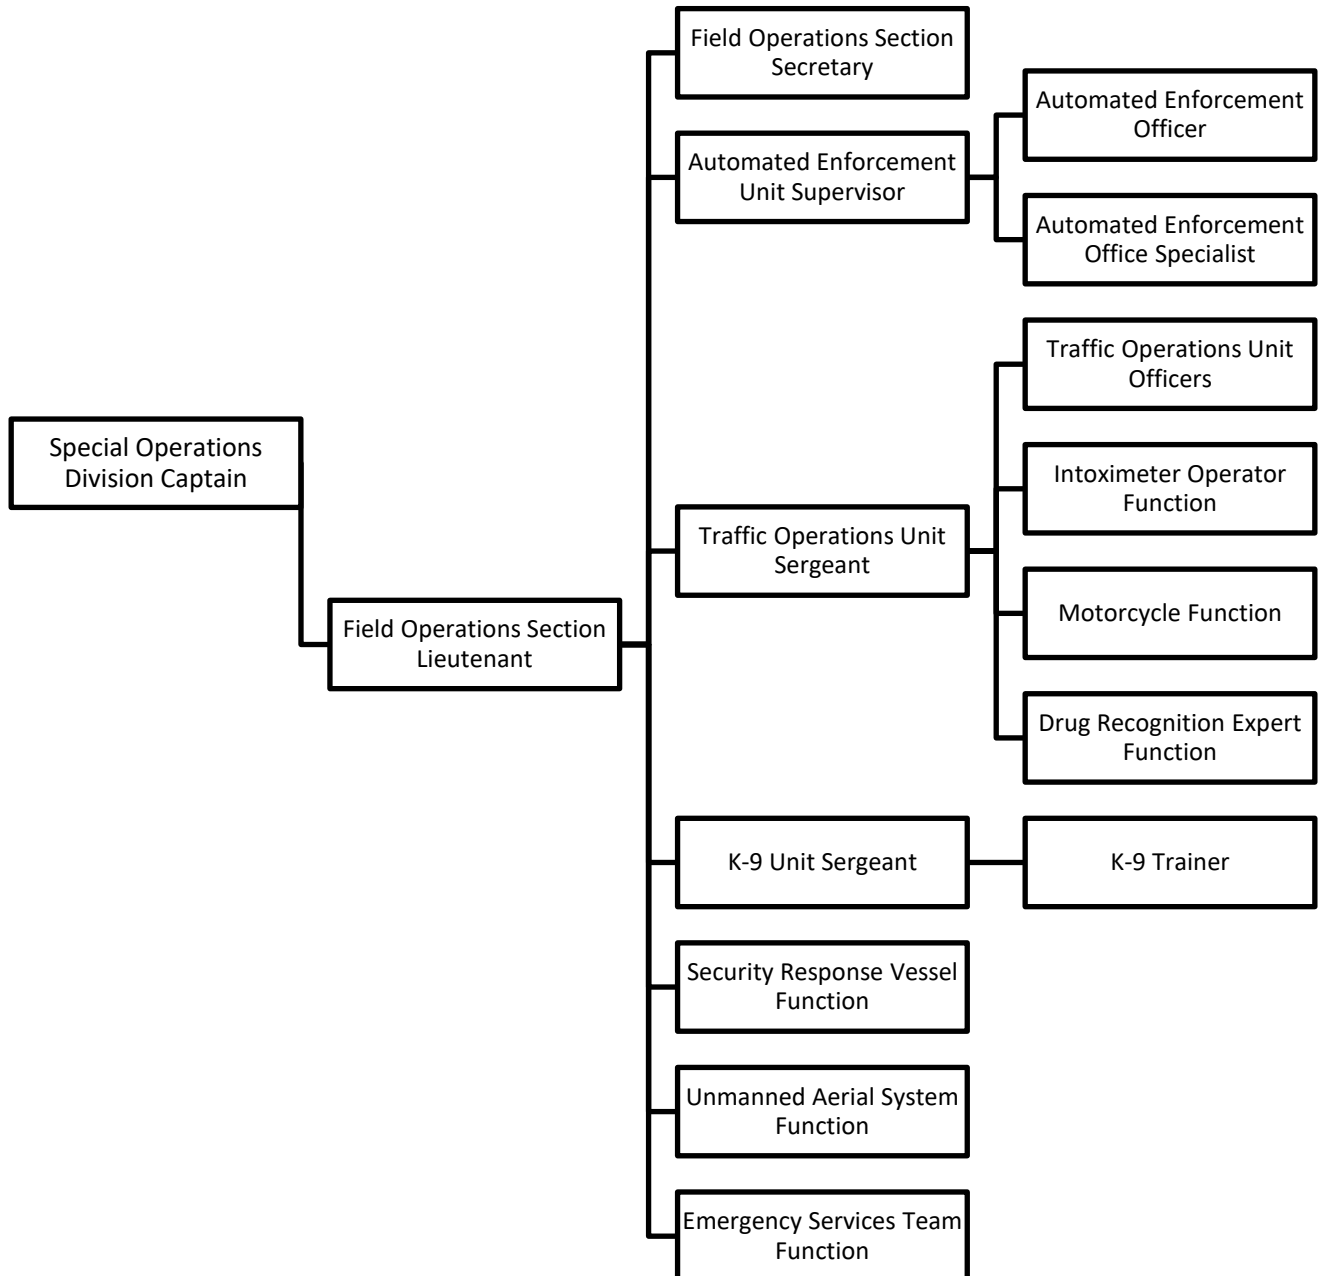 Special Operations
Division Captain
Field Operations Section
Lieutenant
Field Operations Section
Secretary
Automated Enforcement
Unit Supervisor
Automated Enforcement
Officer
Automated Enforcement
Office Specialist
Traffic Operations Unit
Sergeant
Traffic Operations Unit
Officers
Intoximeter Operator
Function
Motorcycle Function
Drug Recognition Expert
Function
K-9 Unit Sergeant
K-9 Trainer
Security Response Vessel
Function
Unmanned Aerial System
Function
Emergency Services Team
Function